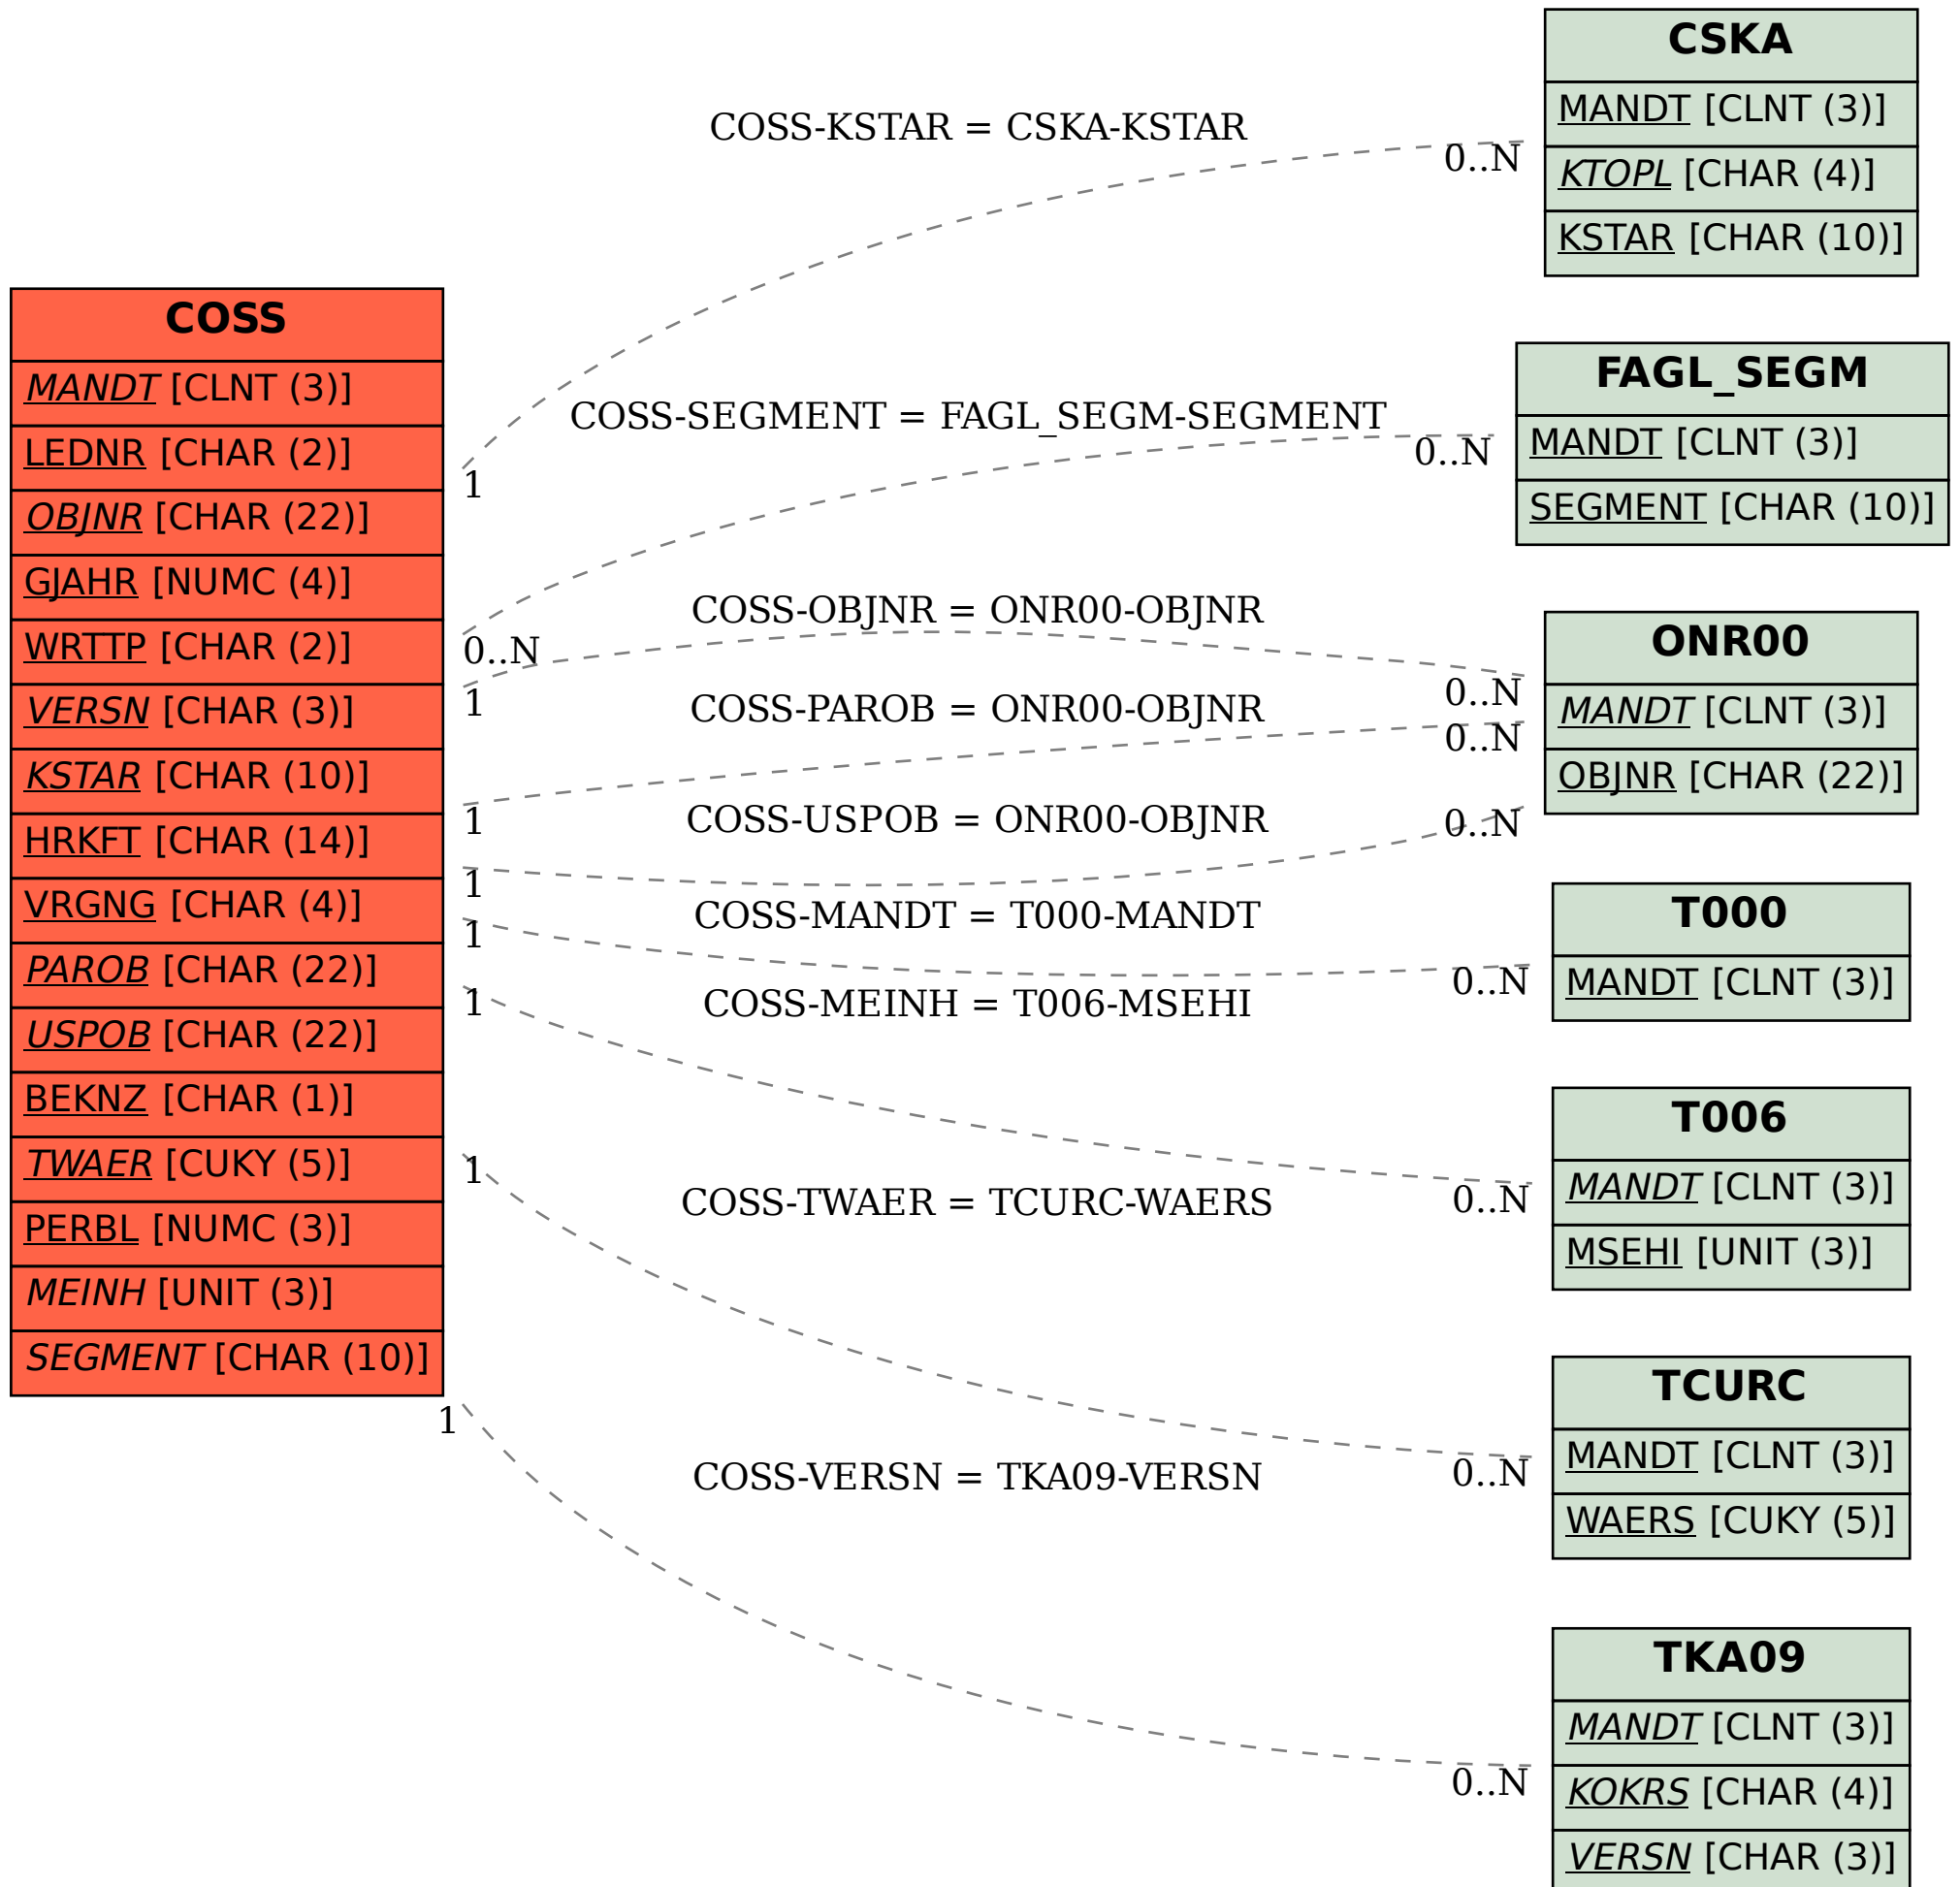 COSS
MANDT [CLNT (3)]
LEDNR [CHAR (2)]
OBJNR [CHAR (22)]
GJAHR [NUMC (4)]
WRTTP [CHAR (2)]
VERSN [CHAR (3)]
KSTAR [CHAR (10)]
HRKFT [CHAR (14)]
VRGNG [CHAR (4)]
PAROB [CHAR (22)]
USPOB [CHAR (22)]
BEKNZ [CHAR (1)]
TWAER [CUKY (5)]
PERBL [NUMC (3)]
MEINH [UNIT (3)]
SEGMENT [CHAR (10)]
COSS-KSTAR = CSKA-KSTAR
0..N
1
COSS-SEGMENT = FAGL_SEGM-SEGMENT
0..N
0..N
COSS-OBJNR = ONR00-OBJNR
0..N
1
COSS-PAROB = ONR00-OBJNR
0..N
1
COSS-USPOB = ONR00-OBJNR
0..N
1
COSS-MANDT = T000-MANDT
0..N
1
COSS-MEINH = T006-MSEHI
0..N
1
COSS-TWAER = TCURC-WAERS
0..N
1
COSS-VERSN = TKA09-VERSN
0..N
1
CSKA
MANDT [CLNT (3)]
KTOPL [CHAR (4)]
KSTAR [CHAR (10)]
FAGL_SEGM
MANDT [CLNT (3)]
SEGMENT [CHAR (10)]
ONR00
MANDT [CLNT (3)]
OBJNR [CHAR (22)]
T000
MANDT [CLNT (3)]
T006
MANDT [CLNT (3)]
MSEHI [UNIT (3)]
TCURC
MANDT [CLNT (3)]
WAERS [CUKY (5)]
TKA09
MANDT [CLNT (3)]
KOKRS [CHAR (4)]
VERSN [CHAR (3)]